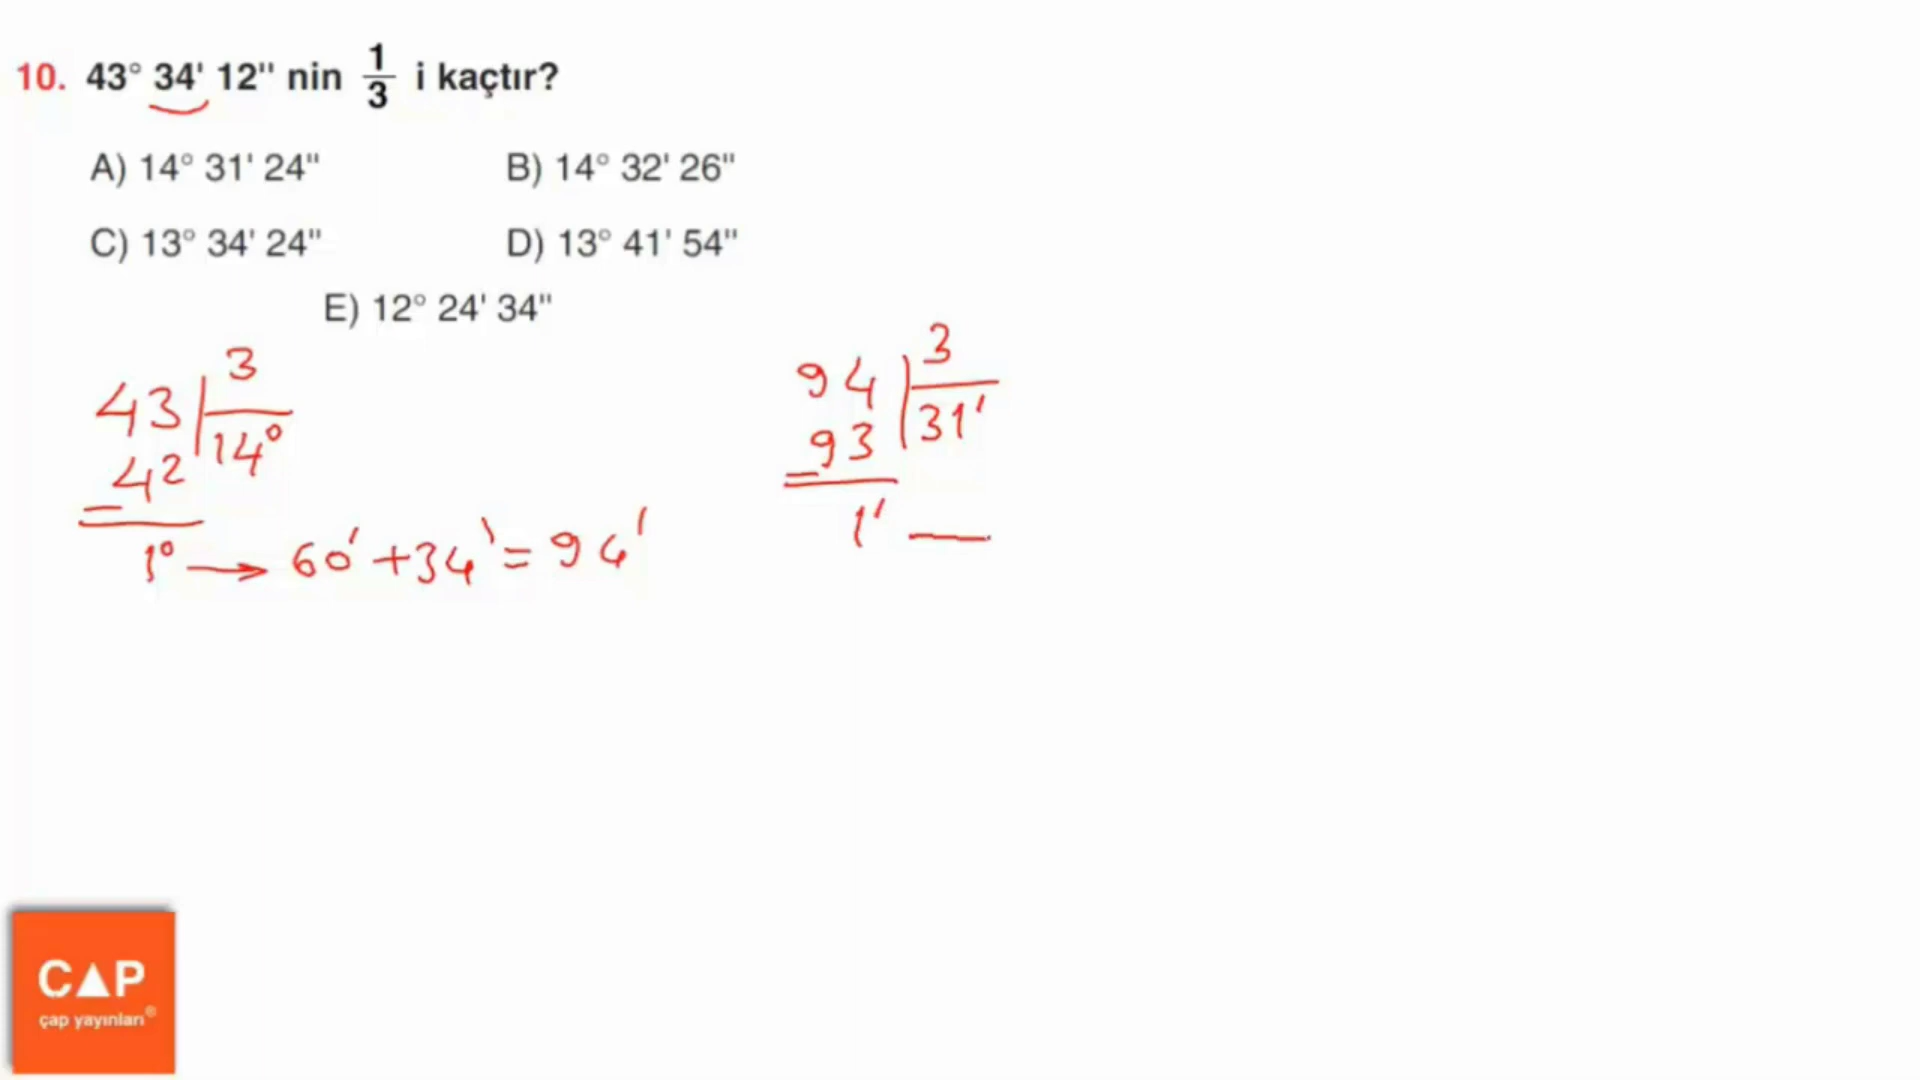 10. 43° 34' 12" nin 1/3 i kaçtır?
A) 14° 31' 24" B) 14° 32' 26"
C) 13° 34' 24" D) 13° 41' 54"
E) 12° 24' 34"
43 | 3
14°
- 42
1° → 60' + 34' = 94'
94 | 3
31'
- 93
1' —
CAP
çap yayınları®